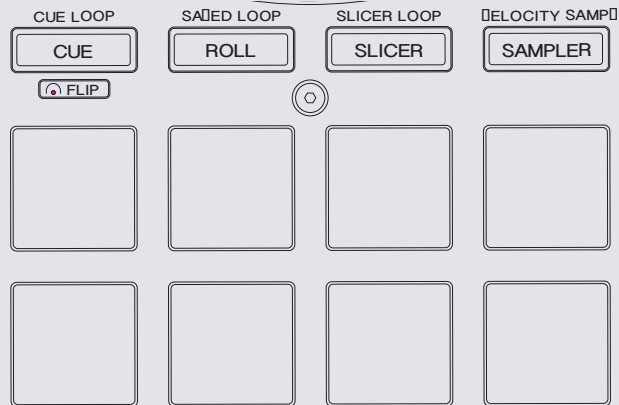 CUE LOOP
LOOP
SLICER LOOP
CUE
ROLL
SLICER
SAMPLER
FLIP